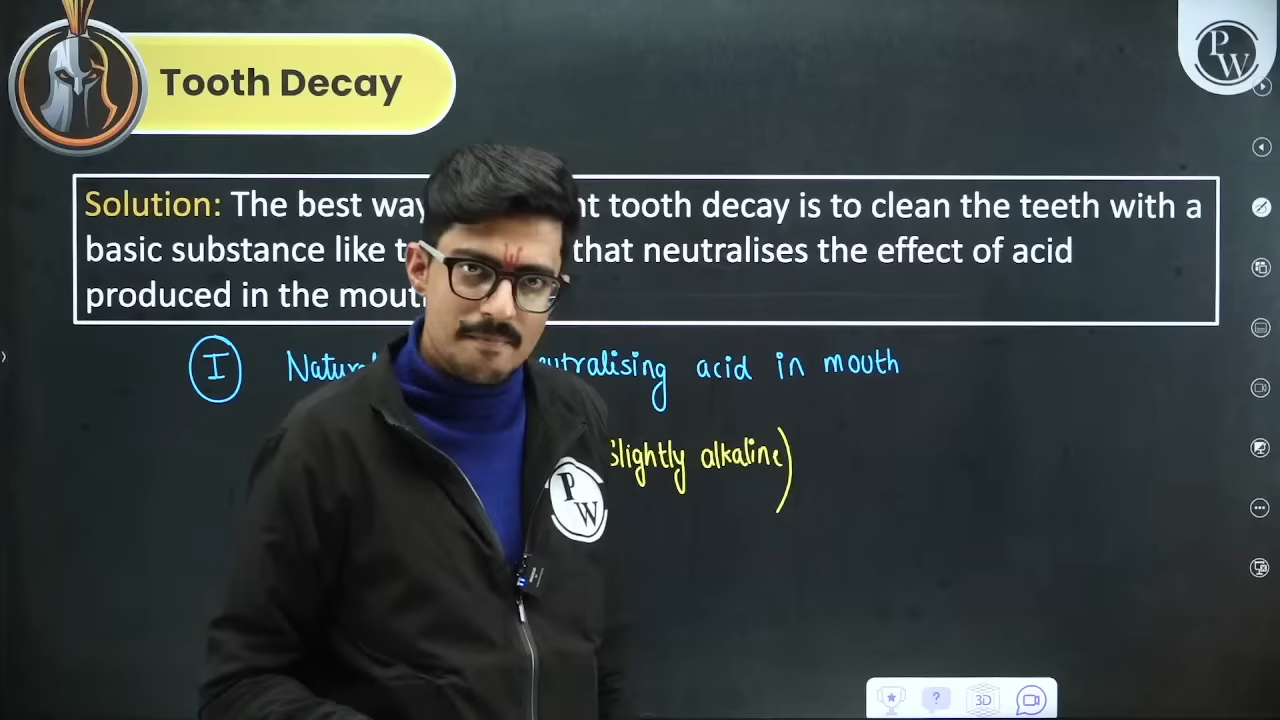 Tooth Decay
PW
Solution: The best way nt tooth decay is to clean the teeth with a
basic substance like that neutralises the effect of acid
produced in the mout
I Natur utralising acid in mouth
Slightly alkaline)
PW
3D